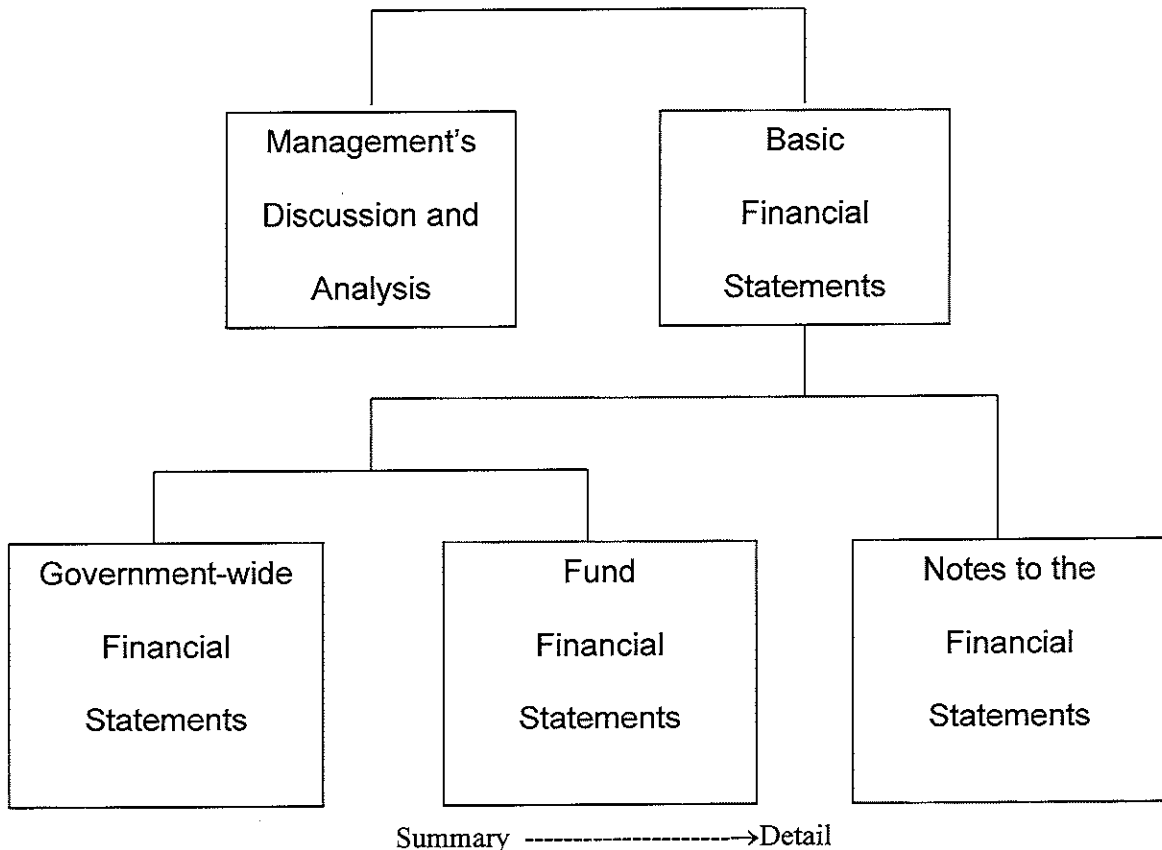 Management's
Discussion and
Analysis
Basic
Financial
Statements
Government-wide
Financial
Statements
Fund
Financial
Statements
Notes to the
Financial
Statements
Summary ---------------------→Detail